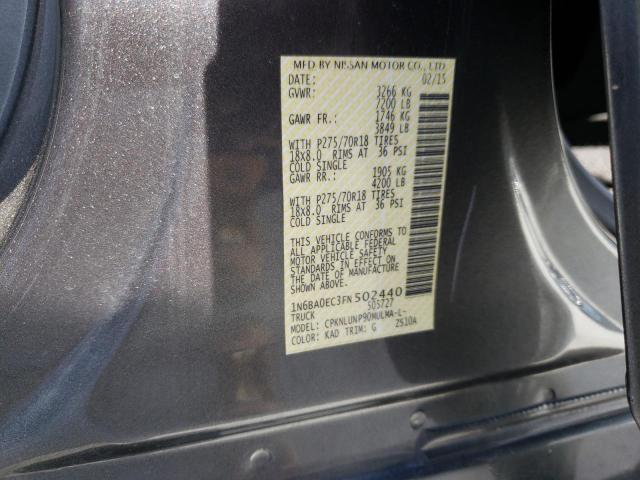 MFD BY NISSAN MOTOR CO., LTD
DATE: 02/15
GVWR: 3266 KG
7200 LB
GAWR FR.: 1746 KG
3849 LB
WITH P275/70R18 TIRES
18X8.0 RIMS AT 36 PSI
COLD SINGLE
GAWR RR.: 1905 KG
4200 LB
WITH P275/70R18 TIRES
18X8.0 RIMS AT 36 PSI
COLD SINGLE
THIS VEHICLE CONFORMS TO
ALL APPLICABLE FEDERAL
MOTOR VEHICLE SAFETY
STANDARDS IN EFFECT ON
THE DATE OF MANUFACTURE
1N6BA0EC3FN502440
TRUCK 505727
MODEL: CPKNLUNP90MULMA-L-
COLOR: KAD TRIM: G ZS10A